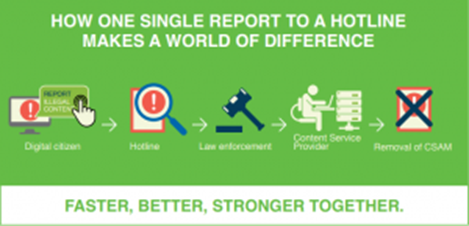 HOW ONE SINGLE REPORT TO A HOTLINE
MAKES A WORLD OF DIFFERENCE
REPORT
ILLEGAL
CONTEN
Digital citizen
Hotline
Law enforcement
Content Service
Provider
Removal of CSAM
FASTER, BETTER, STRONGER TOGETHER.